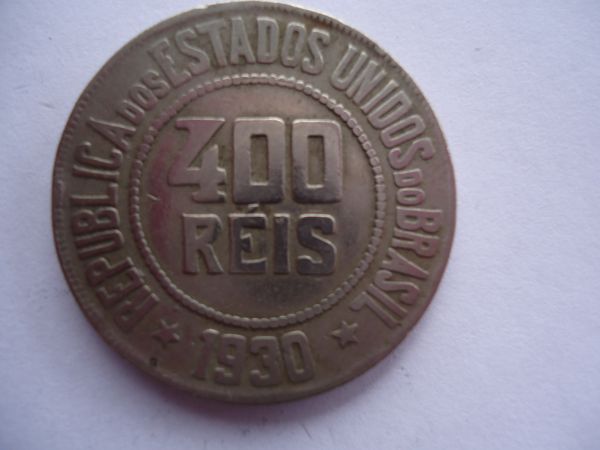 REPUBLICA DOS ESTADOS UNIDOS DO BRASIL
400
RÉIS
1930